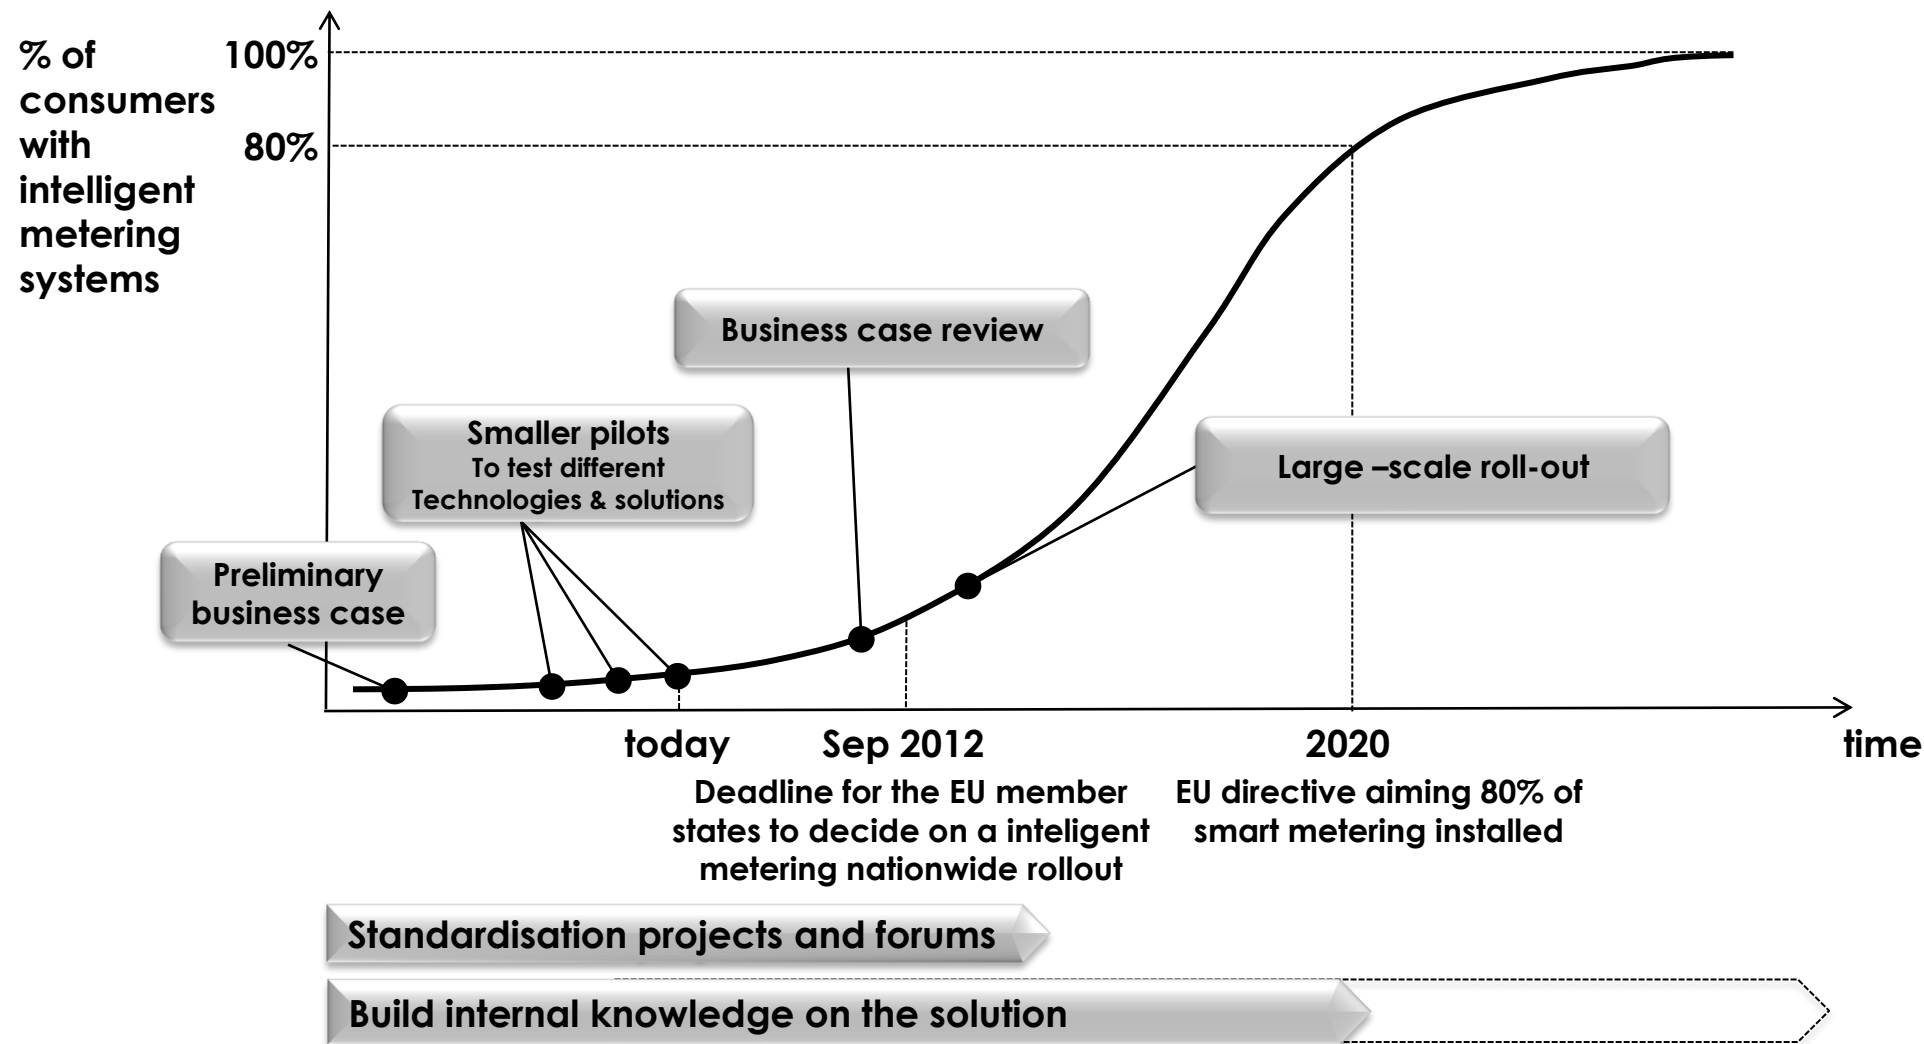 % of
consumers
with
intelligent
metering
systems
100%
80%
Business case review
Smaller pilots
To test different
Technologies & solutions
Large –scale roll-out
Preliminary
business case
today
Sep 2012
2020
time
Deadline for the EU member
states to decide on a inteligent
metering nationwide rollout
EU directive aiming 80% of
smart metering installed
Standardisation projects and forums
Build internal knowledge on the solution